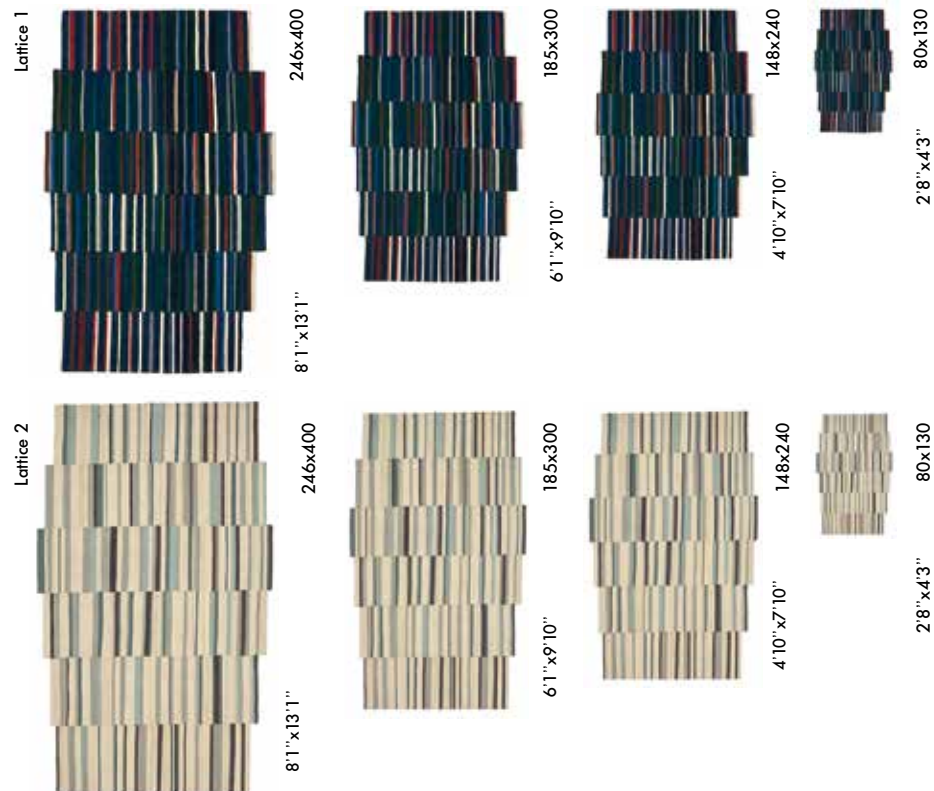 Lattice 1
8'1"x13'1"
246x400
6'1"x9'10"
185x300
4'10"x7'10"
148x240
2'8"x4'3"
80x130
Lattice 2
8'1"x13'1"
246x400
6'1"x9'10"
185x300
4'10"x7'10"
148x240
2'8"x4'3"
80x130